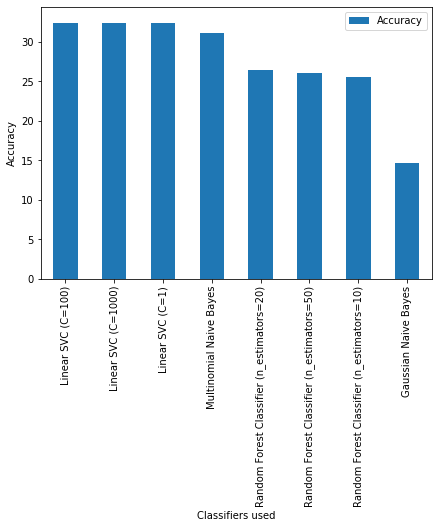 Accuracy
30
25
20
15
10
5
0
Accuracy
Linear SVC (C=100)
Linear SVC (C=1000)
Linear SVC (C=1)
Multinomial Naive Bayes
Random Forest Classifier (n_estimators=20)
Random Forest Classifier (n_estimators=50)
Random Forest Classifier (n_estimators=10)
Gaussian Naive Bayes
Classifiers used